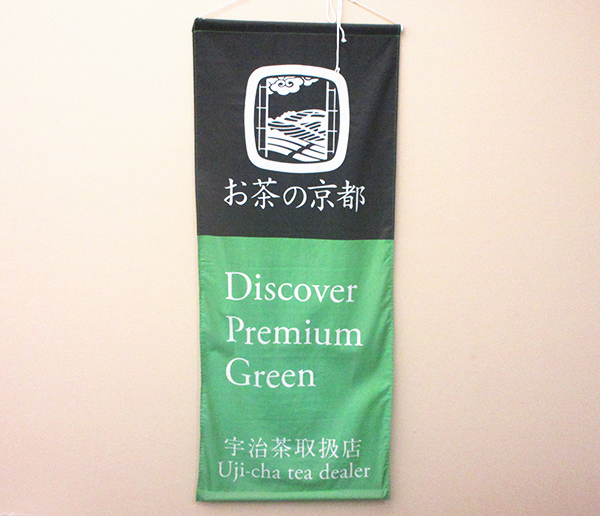 お茶の京都
Discover
Premium
Green
宇治茶取扱店
Uji-cha tea dealer